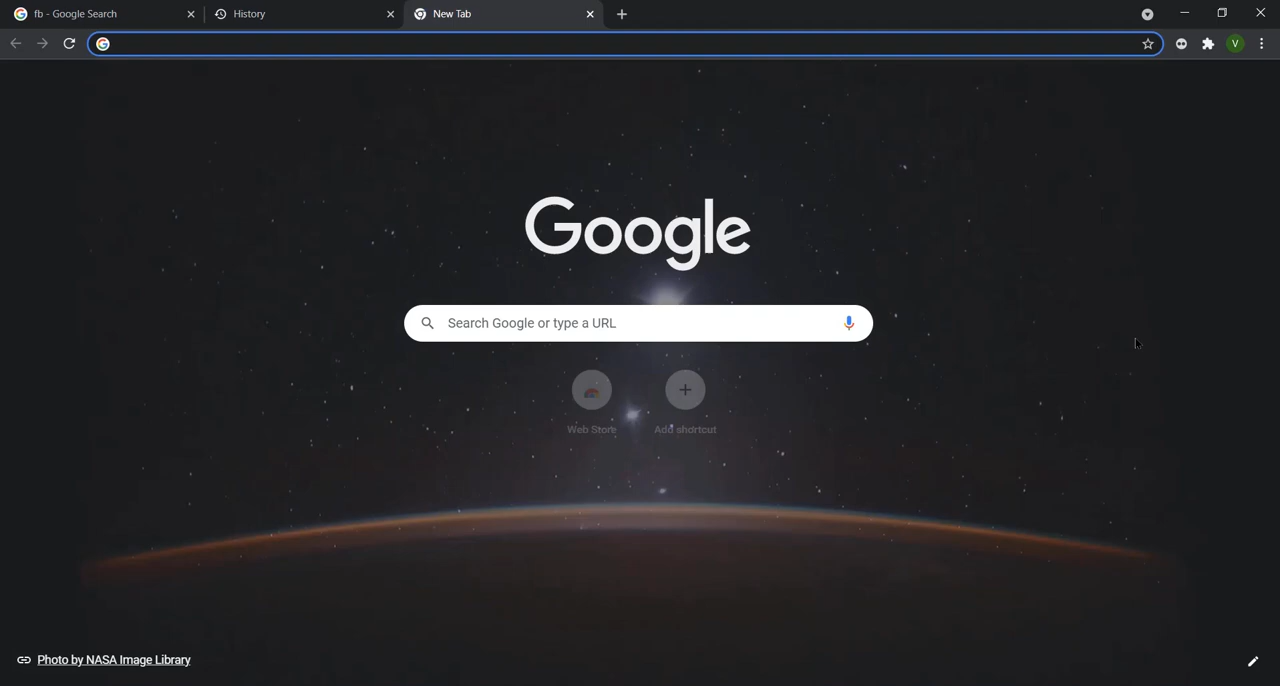 fb - Google Search
History
New Tab
V
Google
Search Google or type a URL
Web Store
Add shortcut
Photo by NASA Image Library